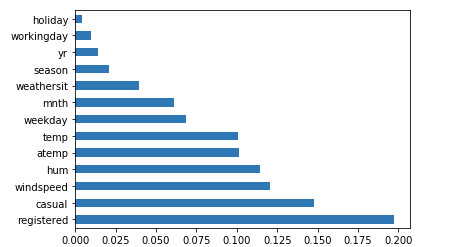 holiday
workingday
yr
season
weathersit
mnth
weekday
temp
atemp
hum
windspeed
casual
registered
0.000 0.025 0.050 0.075 0.100 0.125 0.150 0.175 0.200